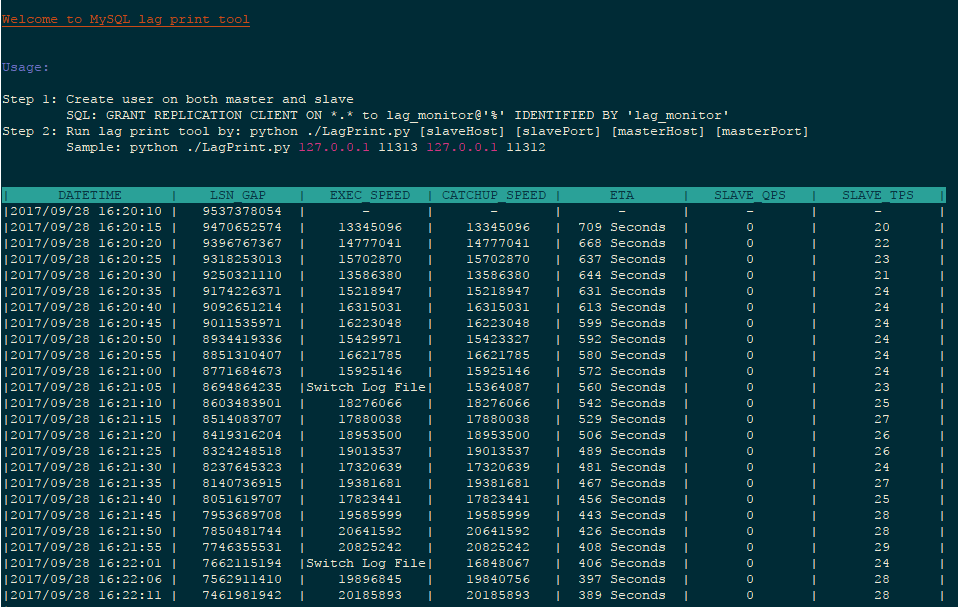 Welcome to MySQL lag print tool
Usage:
Step 1: Create user on both master and slave
SQL: GRANT REPLICATION CLIENT ON *.* to lag_monitor@'%' IDENTIFIED BY 'lag_monitor'
Step 2: Run lag print tool by: python ./LagPrint.py [slaveHost] [slavePort] [masterHost] [masterPort]
Sample: python ./LagPrint.py 127.0.0.1 11313 127.0.0.1 11312
| DATETIME | LSN_GAP | EXEC_SPEED | CATCHUP_SPEED | ETA | SLAVE_QPS | SLAVE_TPS |
|2017/09/28 16:20:10 | 9537378054 | - | - | - | - | - |
|2017/09/28 16:20:15 | 9470652574 | 13345096 | 13345096 | 709 Seconds | 0 | 20 |
|2017/09/28 16:20:20 | 9396767367 | 14777041 | 14777041 | 668 Seconds | 0 | 22 |
|2017/09/28 16:20:25 | 9318253013 | 15702870 | 15702870 | 637 Seconds | 0 | 23 |
|2017/09/28 16:20:30 | 9250321110 | 13586380 | 13586380 | 644 Seconds | 0 | 21 |
|2017/09/28 16:20:35 | 9174226371 | 15218947 | 15218947 | 631 Seconds | 0 | 24 |
|2017/09/28 16:20:40 | 9092651214 | 16315031 | 16315031 | 613 Seconds | 0 | 24 |
|2017/09/28 16:20:45 | 9011535971 | 16223048 | 16223048 | 599 Seconds | 0 | 24 |
|2017/09/28 16:20:50 | 8934419336 | 15429971 | 15423327 | 592 Seconds | 0 | 24 |
|2017/09/28 16:20:55 | 8851310407 | 16621785 | 16621785 | 580 Seconds | 0 | 24 |
|2017/09/28 16:21:00 | 8771684673 | 15925146 | 15925146 | 572 Seconds | 0 | 24 |
|2017/09/28 16:21:05 | 8694864235 |Switch Log File| 15364087 | 560 Seconds | 0 | 23 |
|2017/09/28 16:21:10 | 8603483901 | 18276066 | 18276066 | 542 Seconds | 0 | 25 |
|2017/09/28 16:21:15 | 8514083707 | 17880038 | 17880038 | 529 Seconds | 0 | 27 |
|2017/09/28 16:21:20 | 8419316204 | 18953500 | 18953500 | 506 Seconds | 0 | 26 |
|2017/09/28 16:21:25 | 8324248518 | 19013537 | 19013537 | 489 Seconds | 0 | 26 |
|2017/09/28 16:21:30 | 8237645323 | 17320639 | 17320639 | 481 Seconds | 0 | 24 |
|2017/09/28 16:21:35 | 8140736915 | 19381681 | 19381681 | 467 Seconds | 0 | 27 |
|2017/09/28 16:21:40 | 8051619707 | 17823441 | 17823441 | 456 Seconds | 0 | 25 |
|2017/09/28 16:21:45 | 7953689708 | 19585999 | 19585999 | 443 Seconds | 0 | 28 |
|2017/09/28 16:21:50 | 7850481744 | 20641592 | 20641592 | 426 Seconds | 0 | 28 |
|2017/09/28 16:21:55 | 7746355531 | 20825242 | 20825242 | 408 Seconds | 0 | 29 |
|2017/09/28 16:22:01 | 7662115194 |Switch Log File| 16848067 | 406 Seconds | 0 | 24 |
|2017/09/28 16:22:06 | 7562911410 | 19896845 | 19840756 | 397 Seconds | 0 | 28 |
|2017/09/28 16:22:11 | 7461981942 | 20185893 | 20185893 | 389 Seconds | 0 | 28 |